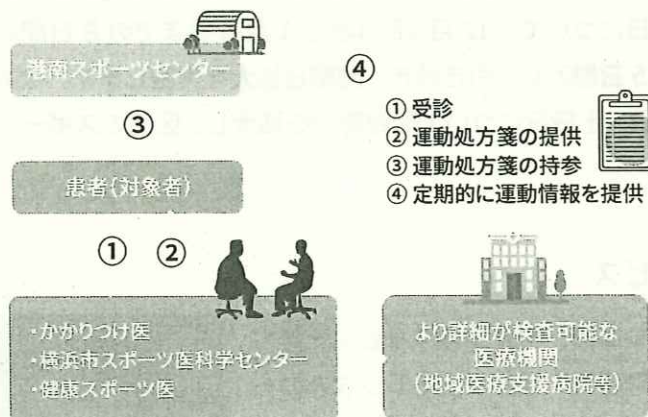 港南スポーツセンター
④
① 受診
② 運動処方箋の提供
③ 運動処方箋の持参
④ 定期的に運動情報を提供
③
患者(対象者)
① ②
・かかりつけ医
・横浜市スポーツ医科学センター
・健康スポーツ医
より詳細が検査可能な
医療機関
(地域医療支援病院等)